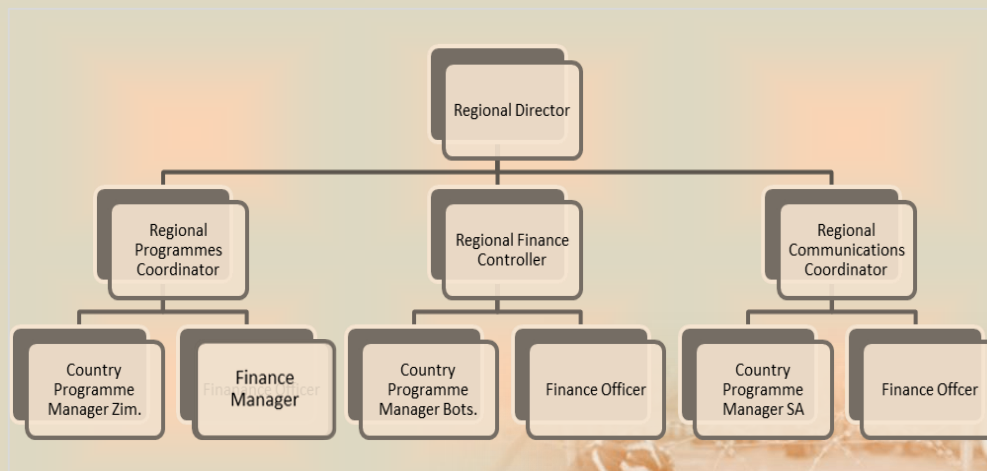 Regional Director
Regional
Programmes
Coordinator
Regional Finance
Controller
Regional
Communications
Coordinator
Country
Programme
Manager Zim.
Finance
Manager
Country
Programme
Manager Bots.
Finance Officer
Country
Programme
Manager SA
Finance Offcer